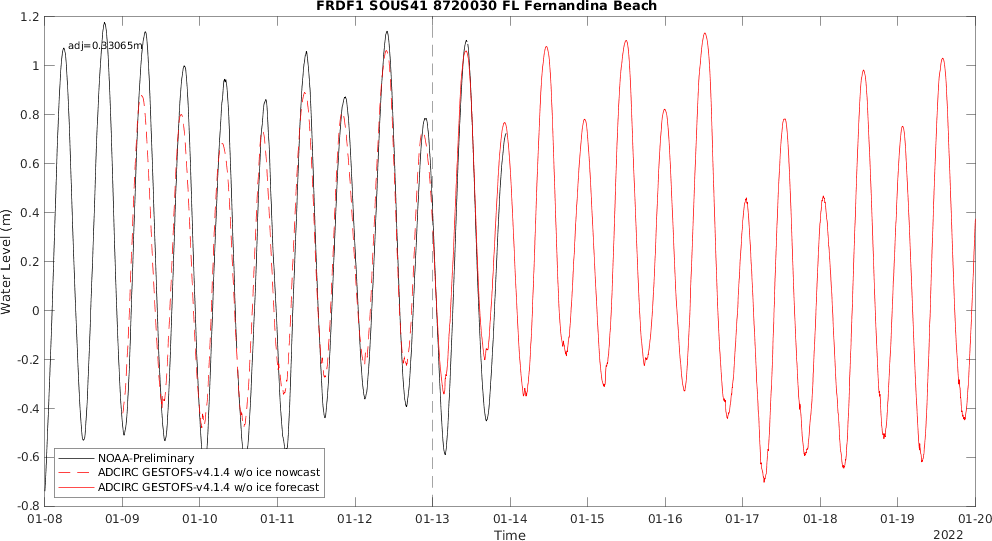 FRDF1 SOUS41 8720030 FL Fernandina Beach
adj=0.33065m
1.2
1
0.8
0.6
0.4
0.2
0
-0.2
-0.4
-0.6
-0.8
Water Level (m)
NOAA-Preliminary
ADCIRC GESTOFS-v4.1.4 w/o ice nowcast
ADCIRC GESTOFS-v4.1.4 w/o ice forecast
01-08 01-09 01-10 01-11 01-12 01-13 01-14 01-15 01-16 01-17 01-18 01-19 01-20
Time
2022